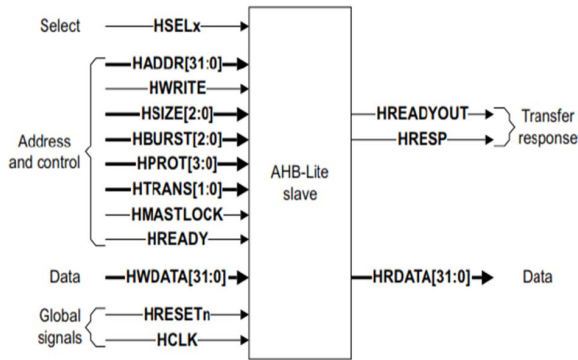 Select
HSELx
HADDR[31:0]
HWRITE
HSIZE[2:0]
HBURST[2:0]
HPROT[3:0]
HTRANS[1:0]
HMASTLOCK
HREADY
Address
and control
Data
HWDATA[31:0]
Global
signals
HRESETn
HCLK
AHB-Lite
slave
HREADYOUT
HRESP
Transfer
response
HRDATA[31:0]
Data